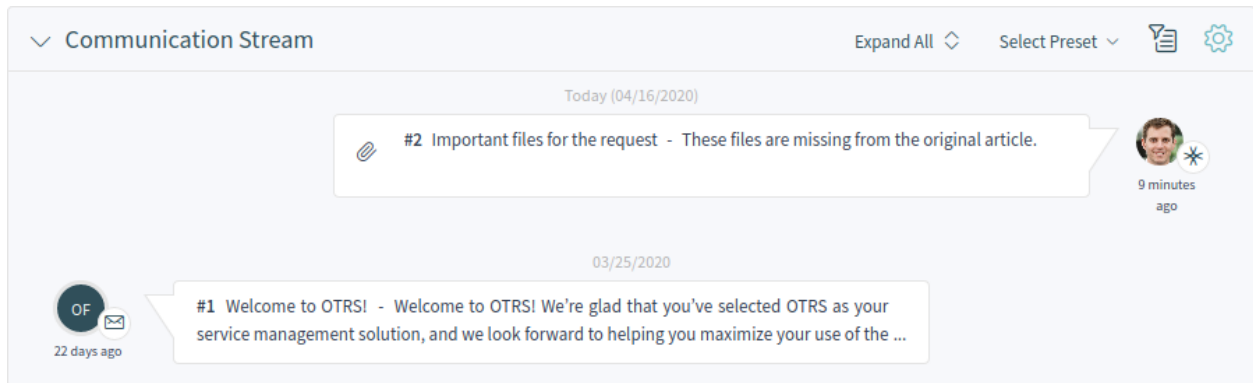 Communication Stream
Expand All
Select Preset
Today (04/16/2020)
#2 Important files for the request - These files are missing from the original article.
9 minutes
ago
03/25/2020
OF
22 days ago
#1 Welcome to OTRS! - Welcome to OTRS! We're glad that you've selected OTRS as your
service management solution, and we look forward to helping you maximize your use of the ...